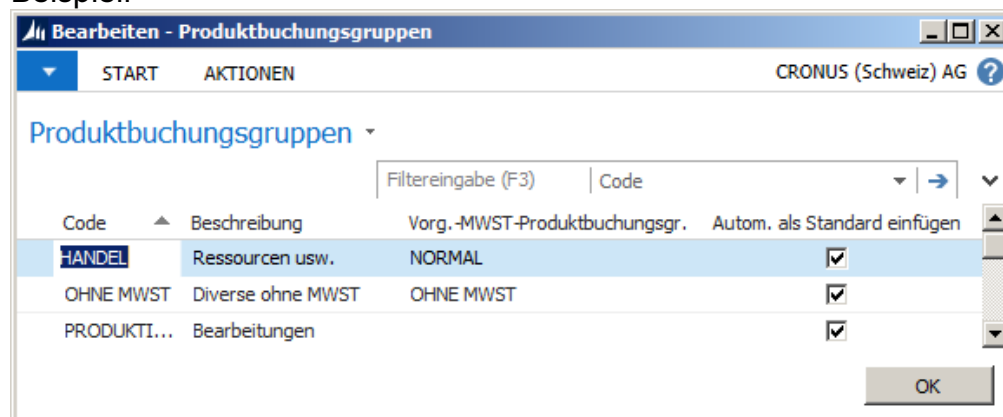 Beispiel:
Bearbeiten - Produktbuchungsgruppen
START AKTIONEN CRONUS (Schweiz) AG ?
Produktbuchungsgruppen
Filtereingabe (F3) Code
Code Beschreibung Vorg.-MWST-Produktbuchungsgr. Autom. als Standard einfügen
HANDEL Ressourcen usw. NORMAL
OHNE MWST Diverse ohne MWST OHNE MWST
PRODUKTI... Bearbeitungen
OK